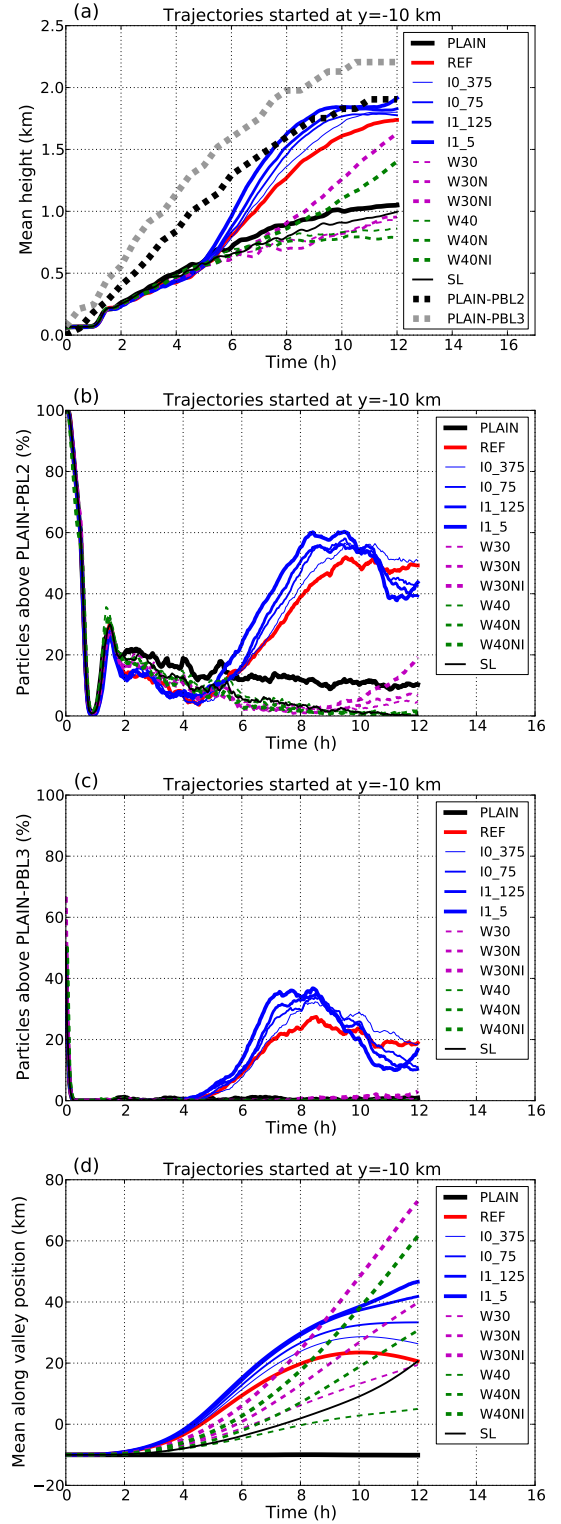 (a)
Trajectories started at y=-10 km
Mean height (km)
2.5
2.0
1.5
1.0
0.5
0.0
0 2 4 6 8 10 12 14 16
Time (h)
PLAIN
REF
I0_375
I0_75
I1_125
I1_5
W30
W30N
W30NI
W40
W40N
W40NI
SL
PLAIN-PBL2
PLAIN-PBL3
(b)
Trajectories started at y=-10 km
Particles above PLAIN-PBL2 (%)
100
80
60
40
20
0
0 2 4 6 8 10 12 14 16
Time (h)
PLAIN
REF
I0_375
I0_75
I1_125
I1_5
W30
W30N
W30NI
W40
W40N
W40NI
SL
(c)
Trajectories started at y=-10 km
Particles above PLAIN-PBL3 (%)
100
80
60
40
20
0
0 2 4 6 8 10 12 14 16
Time (h)
PLAIN
REF
I0_375
I0_75
I1_125
I1_5
W30
W30N
W30NI
W40
W40N
W40NI
SL
(d)
Trajectories started at y=-10 km
Mean along valley position (km)
80
60
40
20
0
−20
0 2 4 6 8 10 12 14 16
Time (h)
PLAIN
REF
I0_375
I0_75
I1_125
I1_5
W30
W30N
W30NI
W40
W40N
W40NI
SL